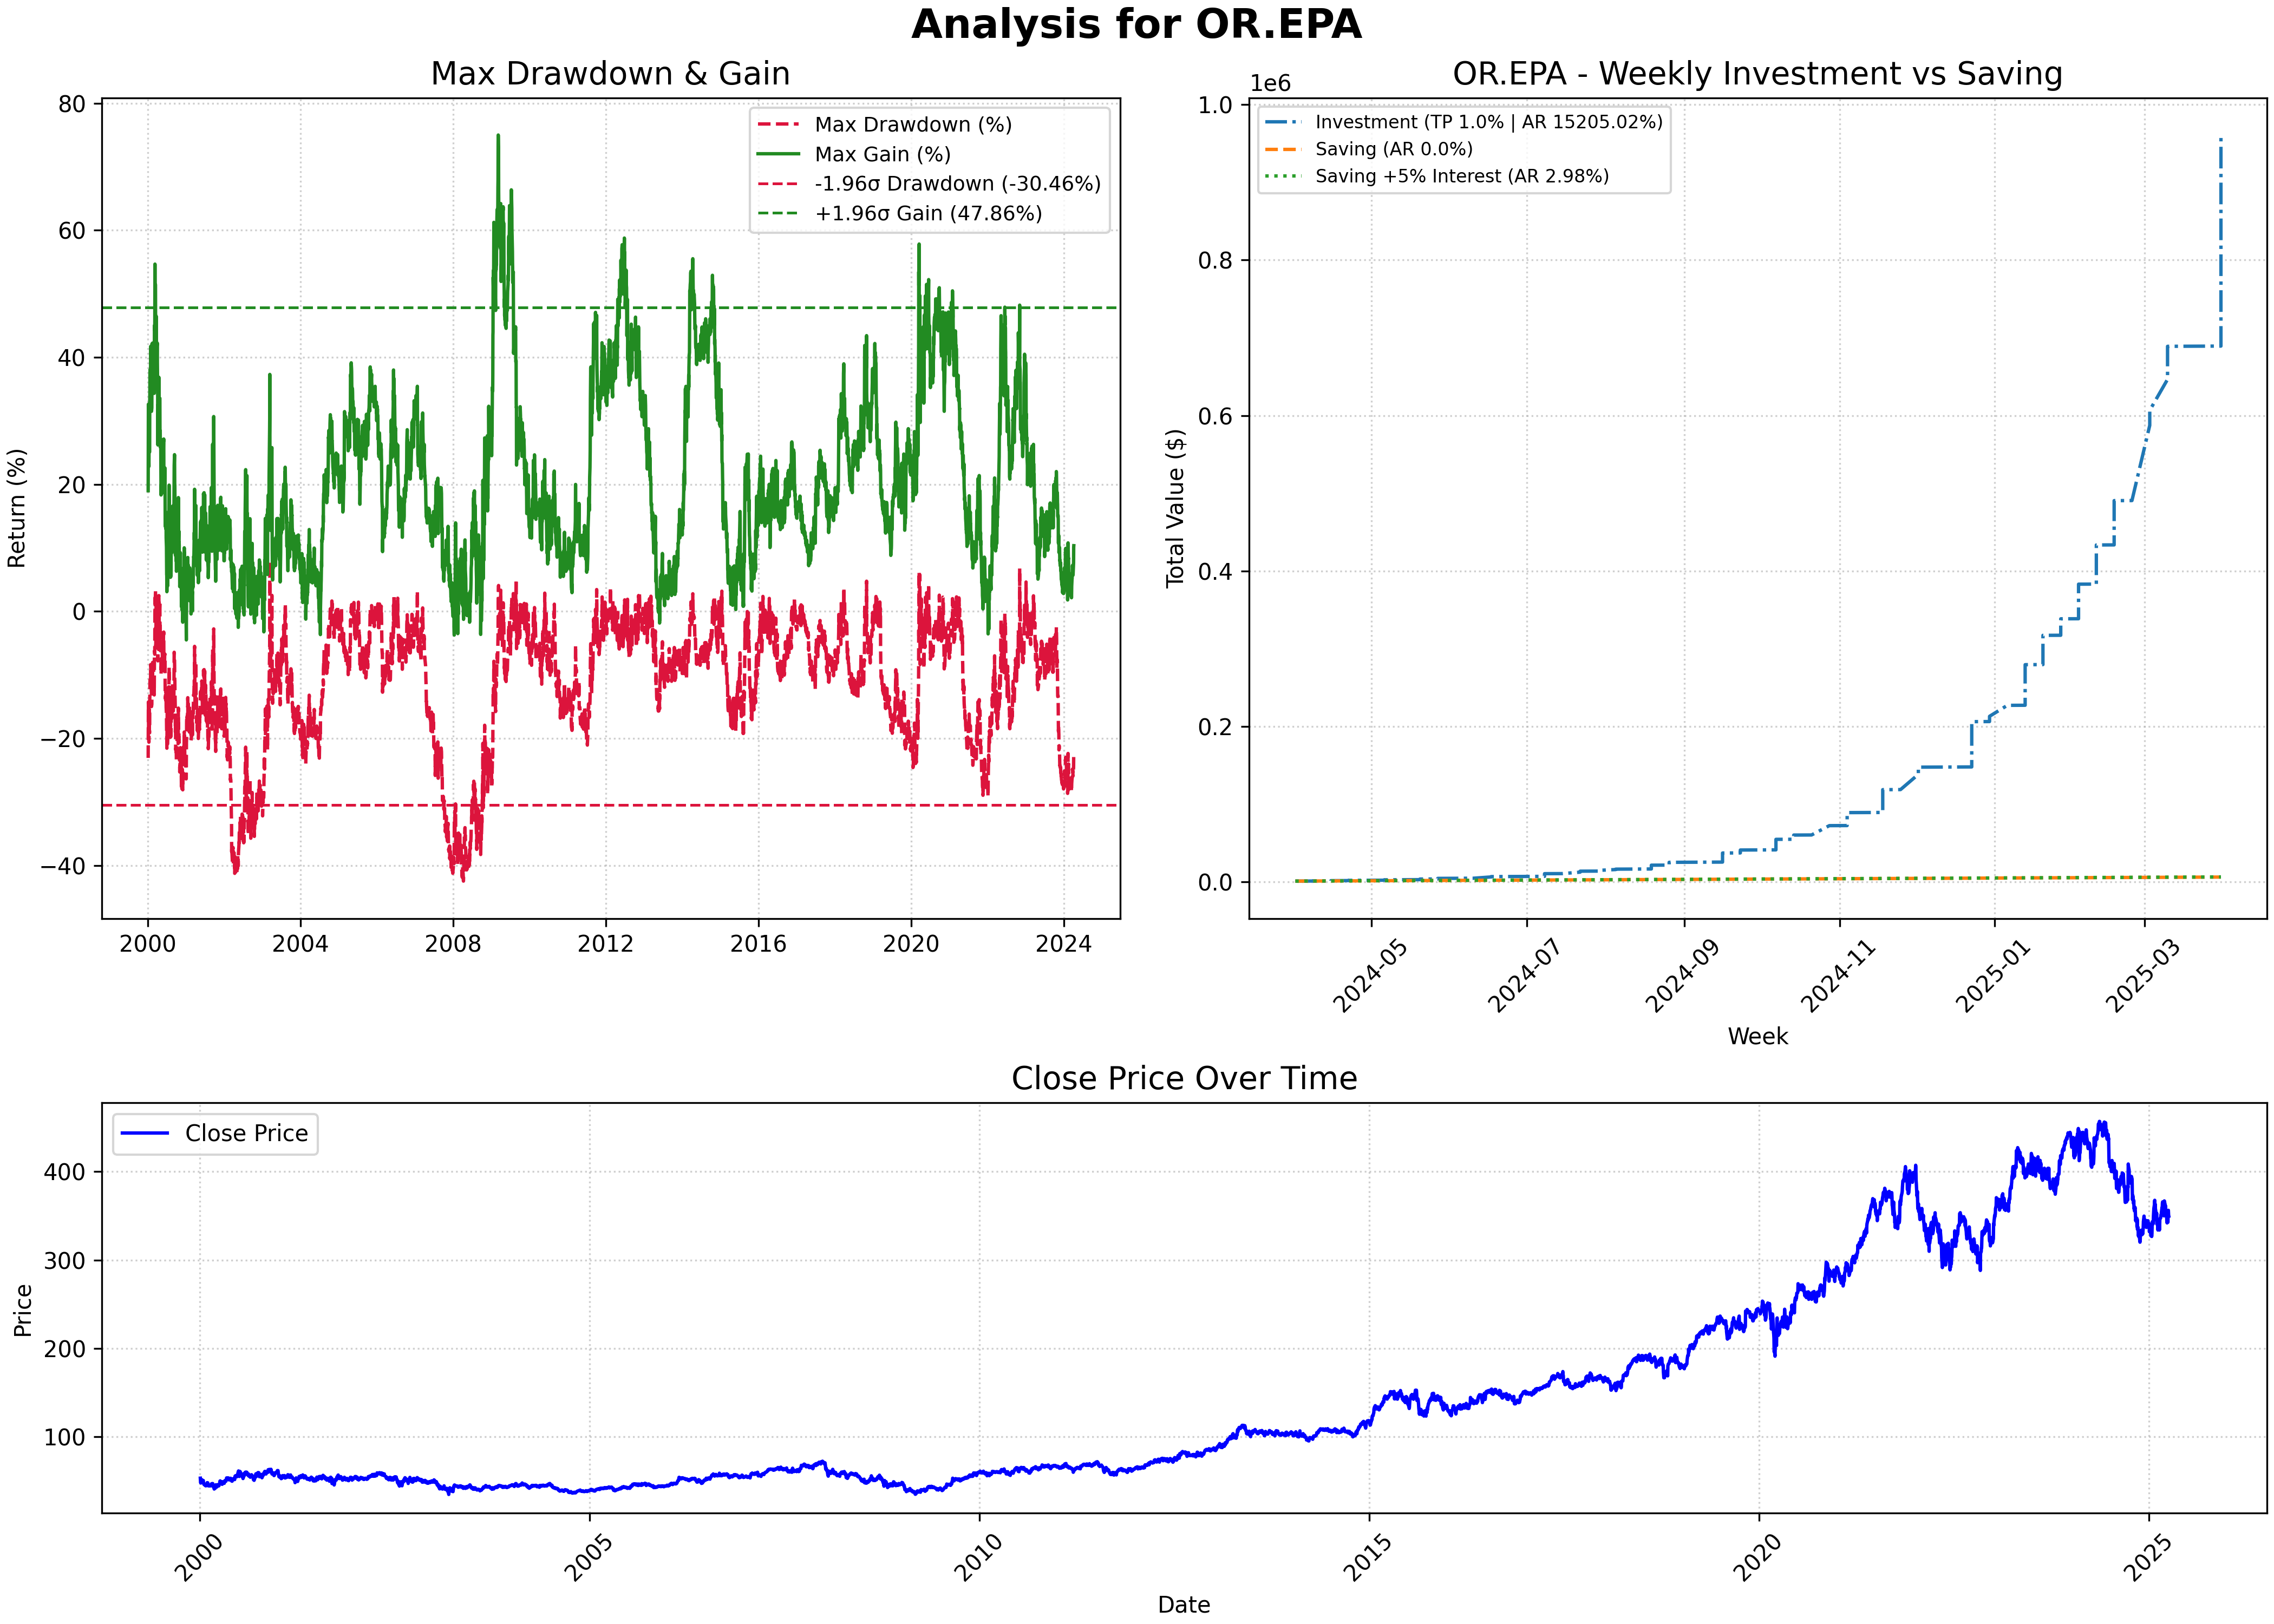 Analysis for OR.EPA
Max Drawdown & Gain
Return (%)
80
60
40
20
0
−20
−40
2000
2004
2008
2012
2016
2020
2024
Max Drawdown (%)
Max Gain (%)
-1.96σ Drawdown (-30.46%)
+1.96σ Gain (47.86%)
OR.EPA - Weekly Investment vs Saving
1e6
Total Value ($)
1.0
0.8
0.6
0.4
0.2
0.0
Investment (TP 1.0% | AR 15205.02%)
Saving (AR 0.0%)
Saving +5% Interest (AR 2.98%)
2024-05
2024-07
2024-09
2024-11
2025-01
2025-03
Week
Close Price Over Time
Close Price
Price
400
300
200
100
2000
2005
2010
2015
2020
2025
Date